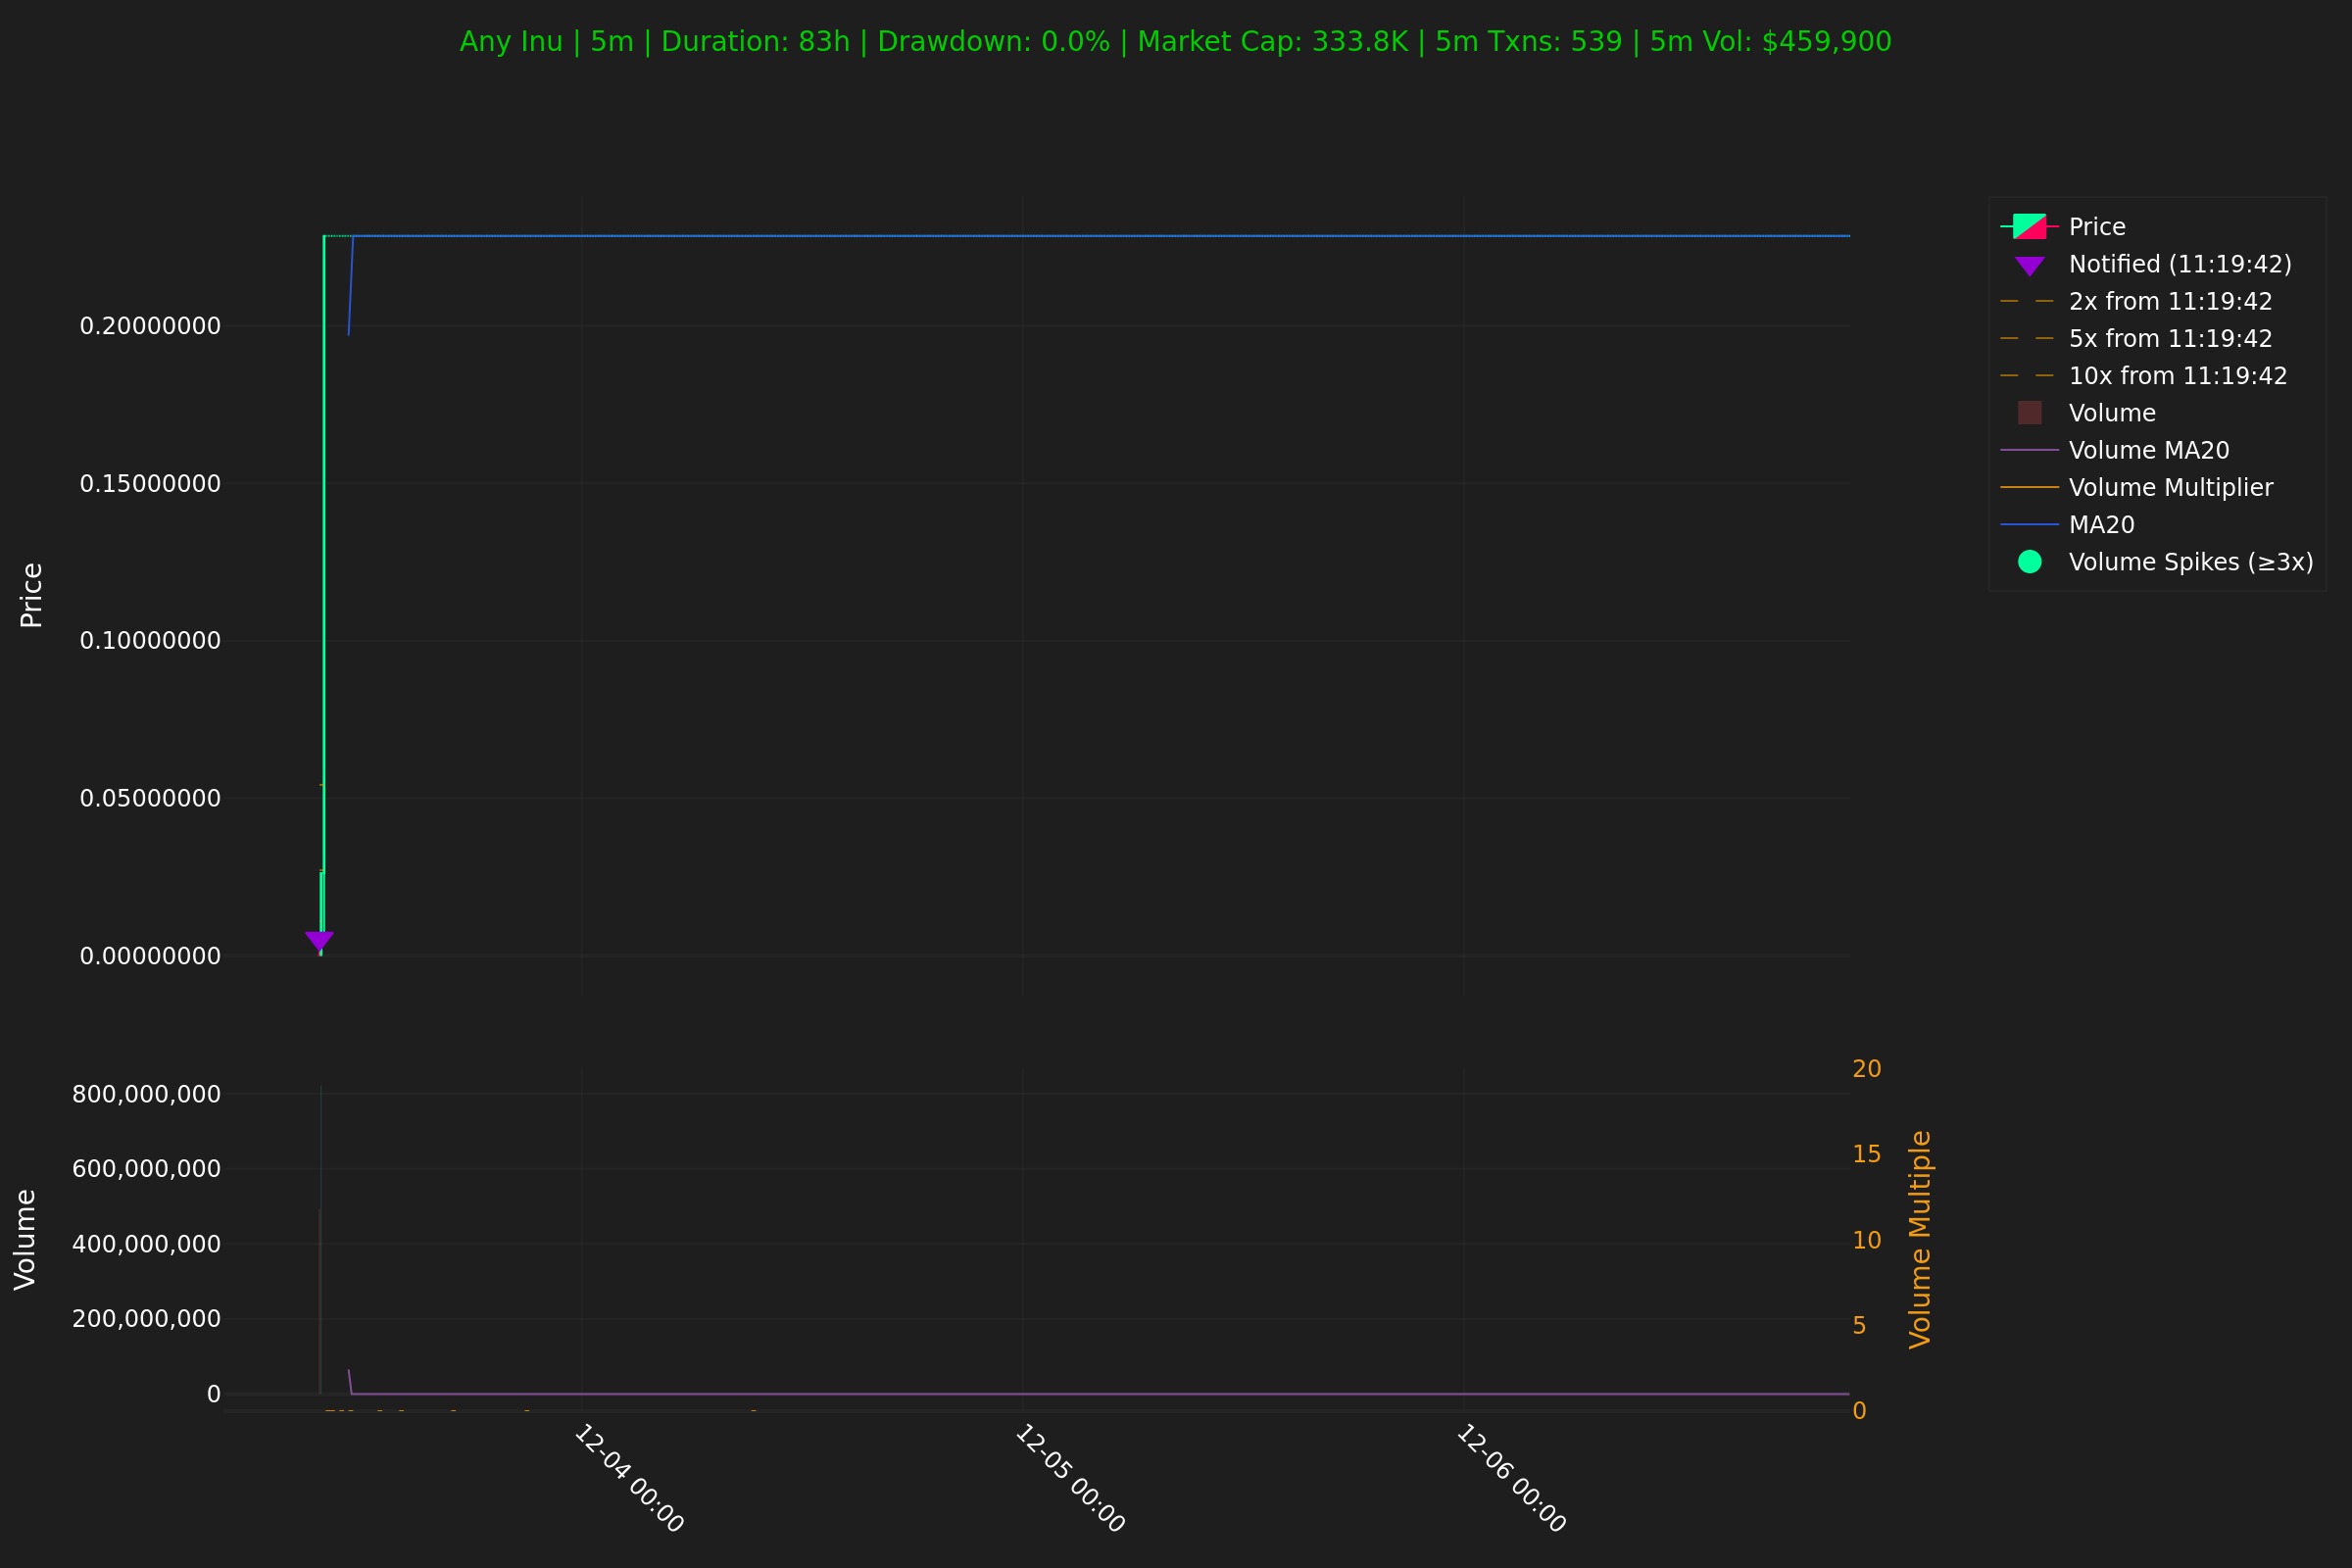 Any Inu | 5m | Duration: 83h | Drawdown: 0.0% | Market Cap: 333.8K | 5m Txns: 539 | 5m Vol: $459,900
Price
0.20000000
0.15000000
0.10000000
0.05000000
0.00000000
Price
Notified (11:19:42)
2x from 11:19:42
5x from 11:19:42
10x from 11:19:42
Volume
Volume MA20
Volume Multiplier
MA20
Volume Spikes (≥3x)
Volume
800,000,000
600,000,000
400,000,000
200,000,000
0
20
15
10
5
0
Volume Multiple
12-04 00:00
12-05 00:00
12-06 00:00